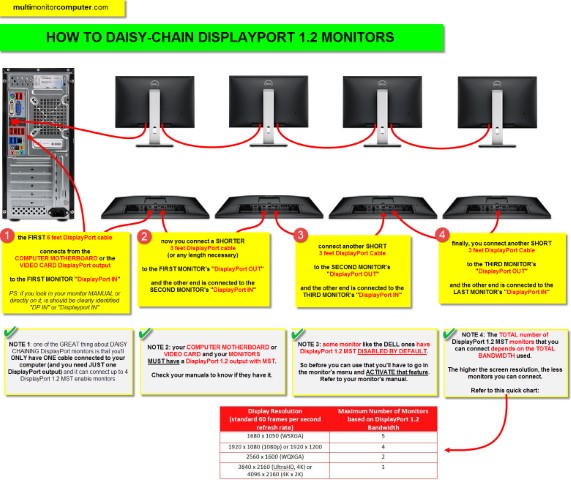 multimonitorcomputer.com
HOW TO DAISY-CHAIN DISPLAYPORT 1.2 MONITORS
1
the FIRST 6 feet DisplayPort cable
connects from the
COMPUTER MOTHERBOARD or the
VIDEO CARD DisplayPort output
to the FIRST MONITOR "DisplayPort IN"
PS: if you look in your monitor MANUAL or
directly on it, is should be clearly identified
"DP IN" or "DisplayPort IN"
2
now you connect a SHORTER
3 feet DisplayPort cable
(or any length necessary)
to the FIRST MONITOR's "DisplayPort OUT"
and the other end is connected to the
SECOND MONITOR's "DisplayPort IN"
3
connect another SHORT
3 feet DisplayPort Cable
to the SECOND MONITOR's
"DisplayPort OUT"
and the other end is connected to the
THIRD MONITOR's "DisplayPort IN"
4
finally, you connect another SHORT
3 feet DisplayPort Cable
to the THIRD MONITOR's
"DisplayPort OUT"
and the other end is connected to the
LAST MONITOR's "DisplayPort IN"
NOTE 1: one of the GREAT thing about DAISY
CHAINING DisplayPort monitors is that you'll
ONLY have ONE cable connected to your
computer (and you need JUST one
DisplayPort output) and it can connect up to 4
DisplayPort 1.2 MST enable monitors
NOTE 2: your COMPUTER MOTHERBOARD or
VIDEO CARD and your MONITORS
MUST have a DisplayPort 1.2 output with MST.
Check your manuals to know if they have it.
NOTE 3: some monitor like the DELL ones have
DisplayPort 1.2 MST DISABLED BY DEFAULT.
So before you can use that you'll have to go in
the monitor's menu and ACTIVATE that feature.
Refer to your monitor's manual.
NOTE 4: The TOTAL number of
DisplayPort 1.2 MST monitors that you
can connect depends on the TOTAL
BANDWIDTH used.
The higher the screen resolution, the less
monitors you can connect.
Refer to this quick chart:
Display Resolution
(standard 60 frames per second
refresh rate)
Maximum Number of Monitors
based on DisplayPort 1.2
Bandwidth
1680 x 1050 (WSXGA) 5
1920 x 1080 (1080p) or 1920 x 1200 4
2560 x 1600 (WQXGA) 2
3840 x 2160 (UltraHD, 4K) or
4096 x 2160 (4K x 2K) 1